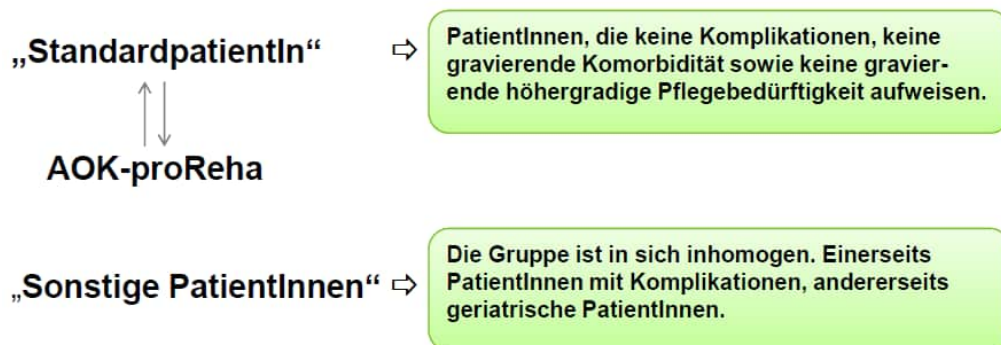 „StandardpatientIn“
PatientInnen, die keine Komplikationen, keine
gravierende Komorbidität sowie keine gravier-
ende höhergradige Pflegebedürftigkeit aufweisen.
AOK-proReha
„Sonstige PatientInnen“
Die Gruppe ist in sich inhomogen. Einerseits
PatientInnen mit Komplikationen, andererseits
geriatrische PatientInnen.